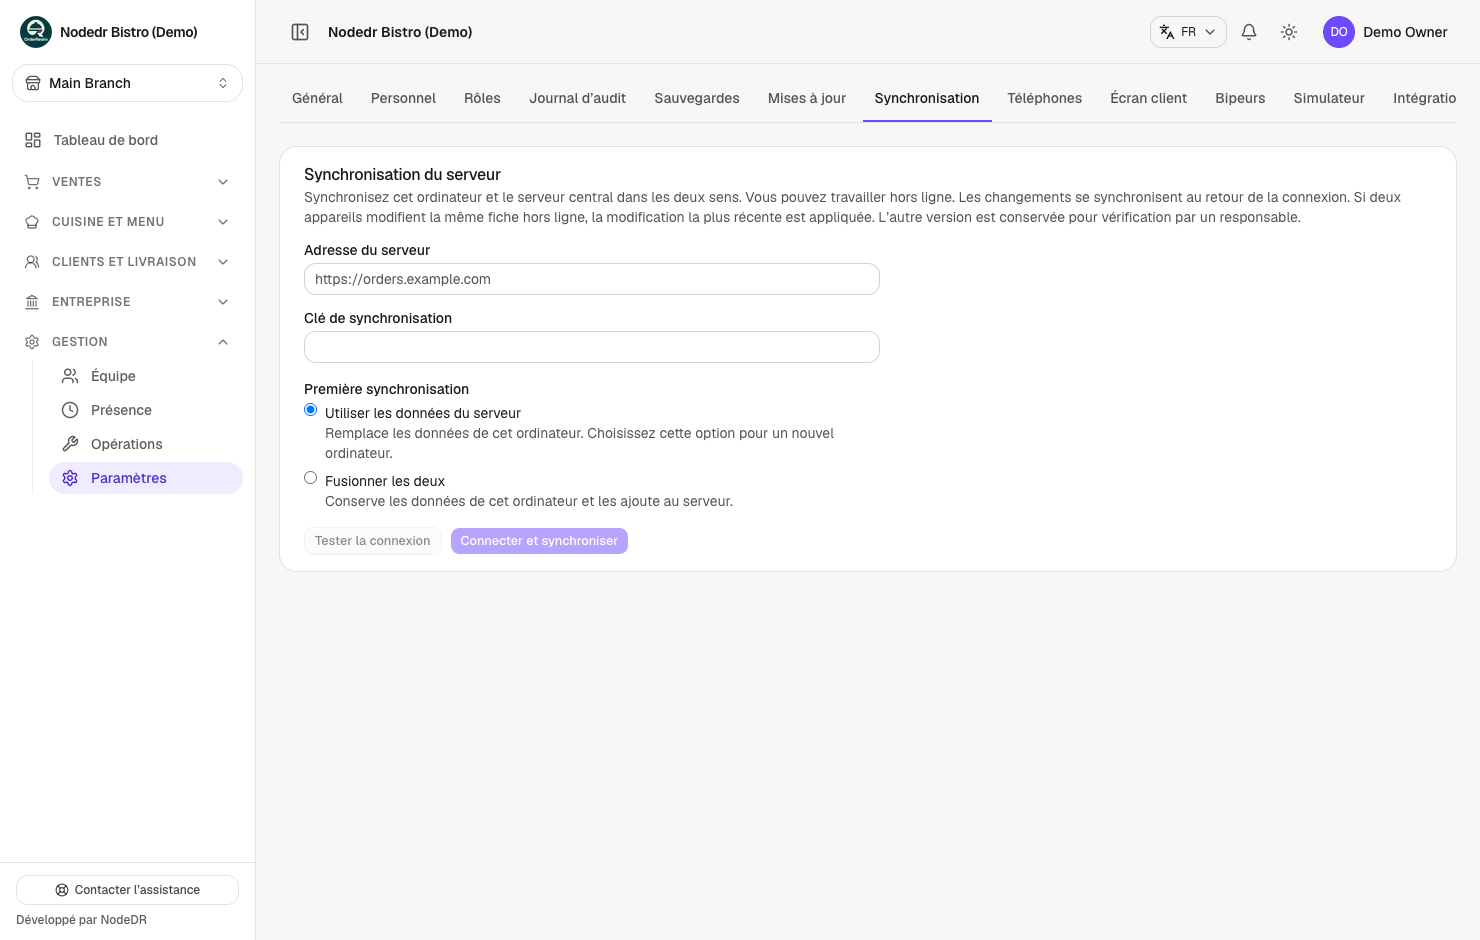 Nodedr Bistro (Demo)
Main Branch
Tableau de bord
VENTES
CUISINE ET MENU
CLIENTS ET LIVRAISON
ENTREPRISE
GESTION
Équipe
Présence
Opérations
Paramètres
Contacter l'assistance
Développé par NodeDR
Nodedr Bistro (Demo)
FR
DO
Demo Owner
Général
Personnel
Rôles
Journal d'audit
Sauvegardes
Mises à jour
Synchronisation
Téléphones
Écran client
Bipeurs
Simulateur
Intégratio
Synchronisation du serveur
Synchronisez cet ordinateur et le serveur central dans les deux sens. Vous pouvez travailler hors ligne. Les changements se synchronisent au retour de la connexion. Si deux
appareils modifient la même fiche hors ligne, la modification la plus récente est appliquée. L'autre version est conservée pour vérification par un responsable.
Adresse du serveur
https://orders.example.com
Clé de synchronisation
Première synchronisation
Utiliser les données du serveur
Remplace les données de cet ordinateur. Choisissez cette option pour un nouvel
ordinateur.
Fusionner les deux
Conserve les données de cet ordinateur et les ajoute au serveur.
Tester la connexion
Connecter et synchroniser